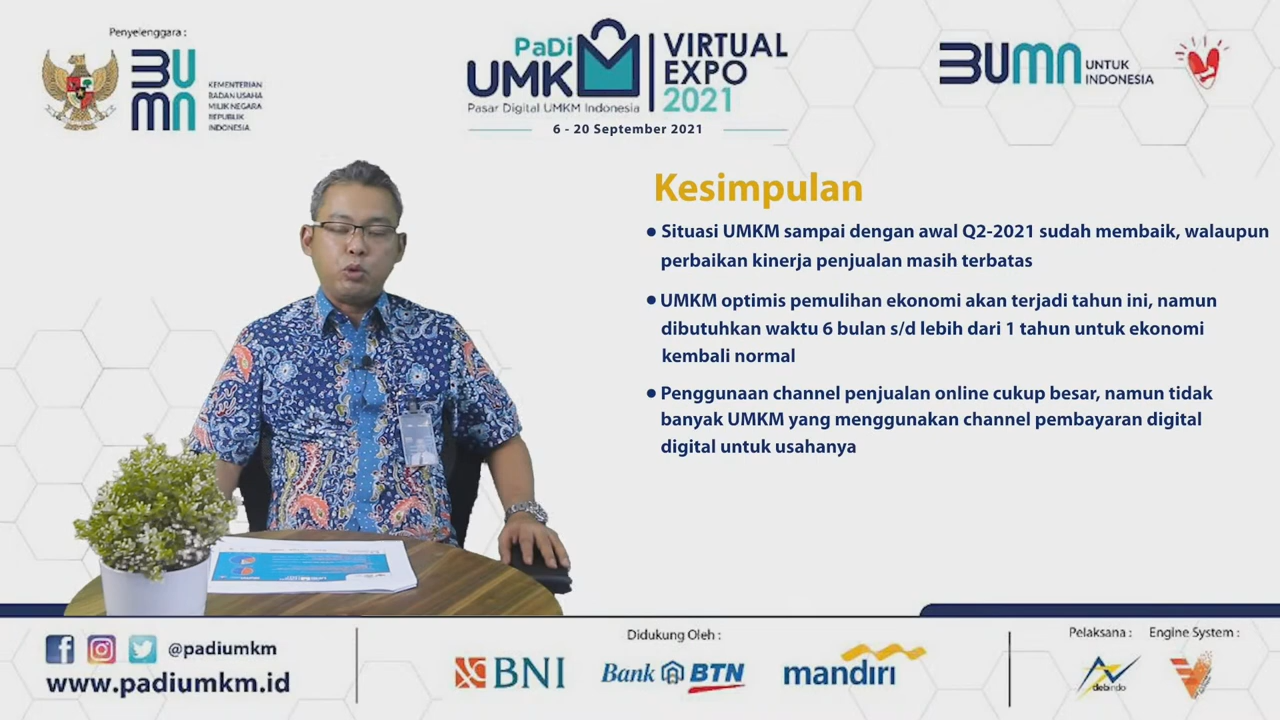 Penyelenggara :
BUMN
KEMENTERIAN
BADAN USAHA
MILIK NEGARA
REPUBLIK
INDONESIA
PaDi
UMKM
Pasar Digital UMKM Indonesia
VIRTUAL
EXPO
2021
6 - 20 September 2021
BUMN UNTUK
INDONESIA
Kesimpulan
• Situasi UMKM sampai dengan awal Q2-2021 sudah membaik, walaupun
perbaikan kinerja penjualan masih terbatas
• UMKM optimis pemulihan ekonomi akan terjadi tahun ini, namun
dibutuhkan waktu 6 bulan s/d lebih dari 1 tahun untuk ekonomi
kembali normal
• Penggunaan channel penjualan online cukup besar, namun tidak
banyak UMKM yang menggunakan channel pembayaran digital
digital untuk usahanya
@padiumkm
www.padiumkm.id
Didukung Oleh :
BNI
Bank BTN
mandiri
Pelaksana :
debindo
Engine System :